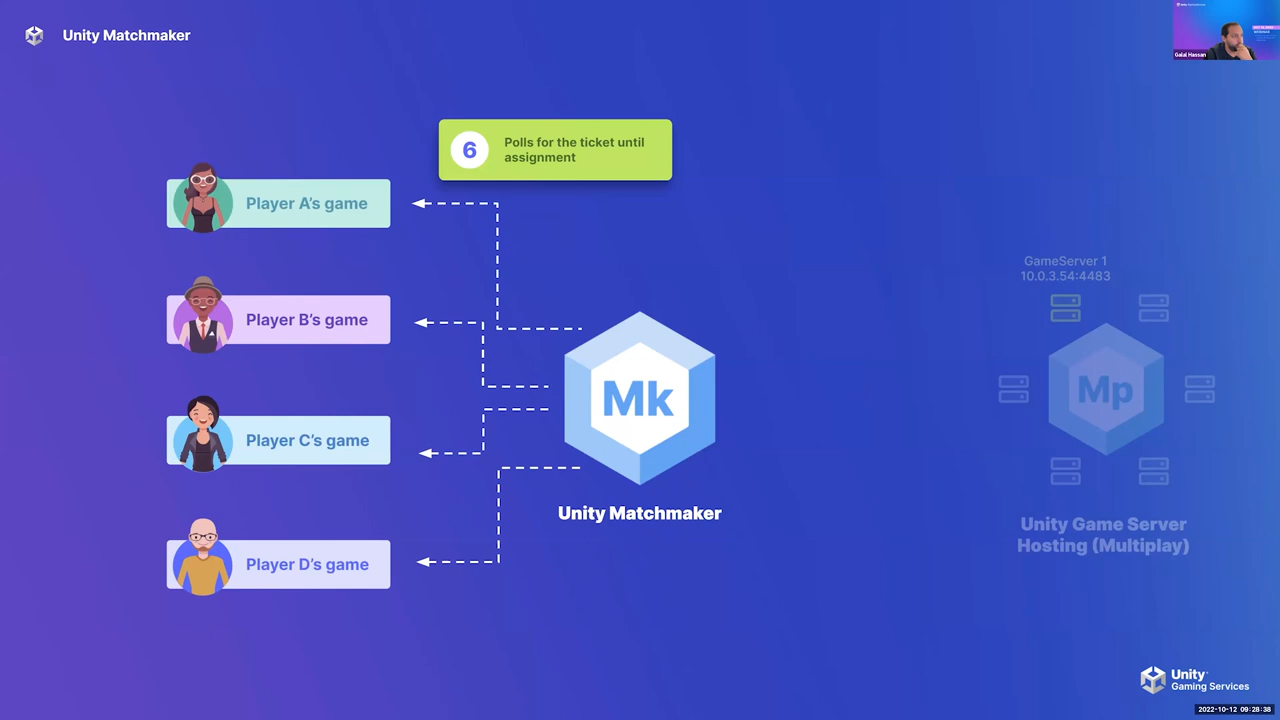 Unity Matchmaker
Galal Hassan
6
Polls for the ticket until
assignment
Player A's game
Player B's game
Player C's game
Player D's game
Mk
Unity Matchmaker
GameServer 1
10.0.3.54:4483
Mp
Unity Game Server
Hosting (Multiplay)
Unity
Gaming Services
2022-10-12 09:28:38